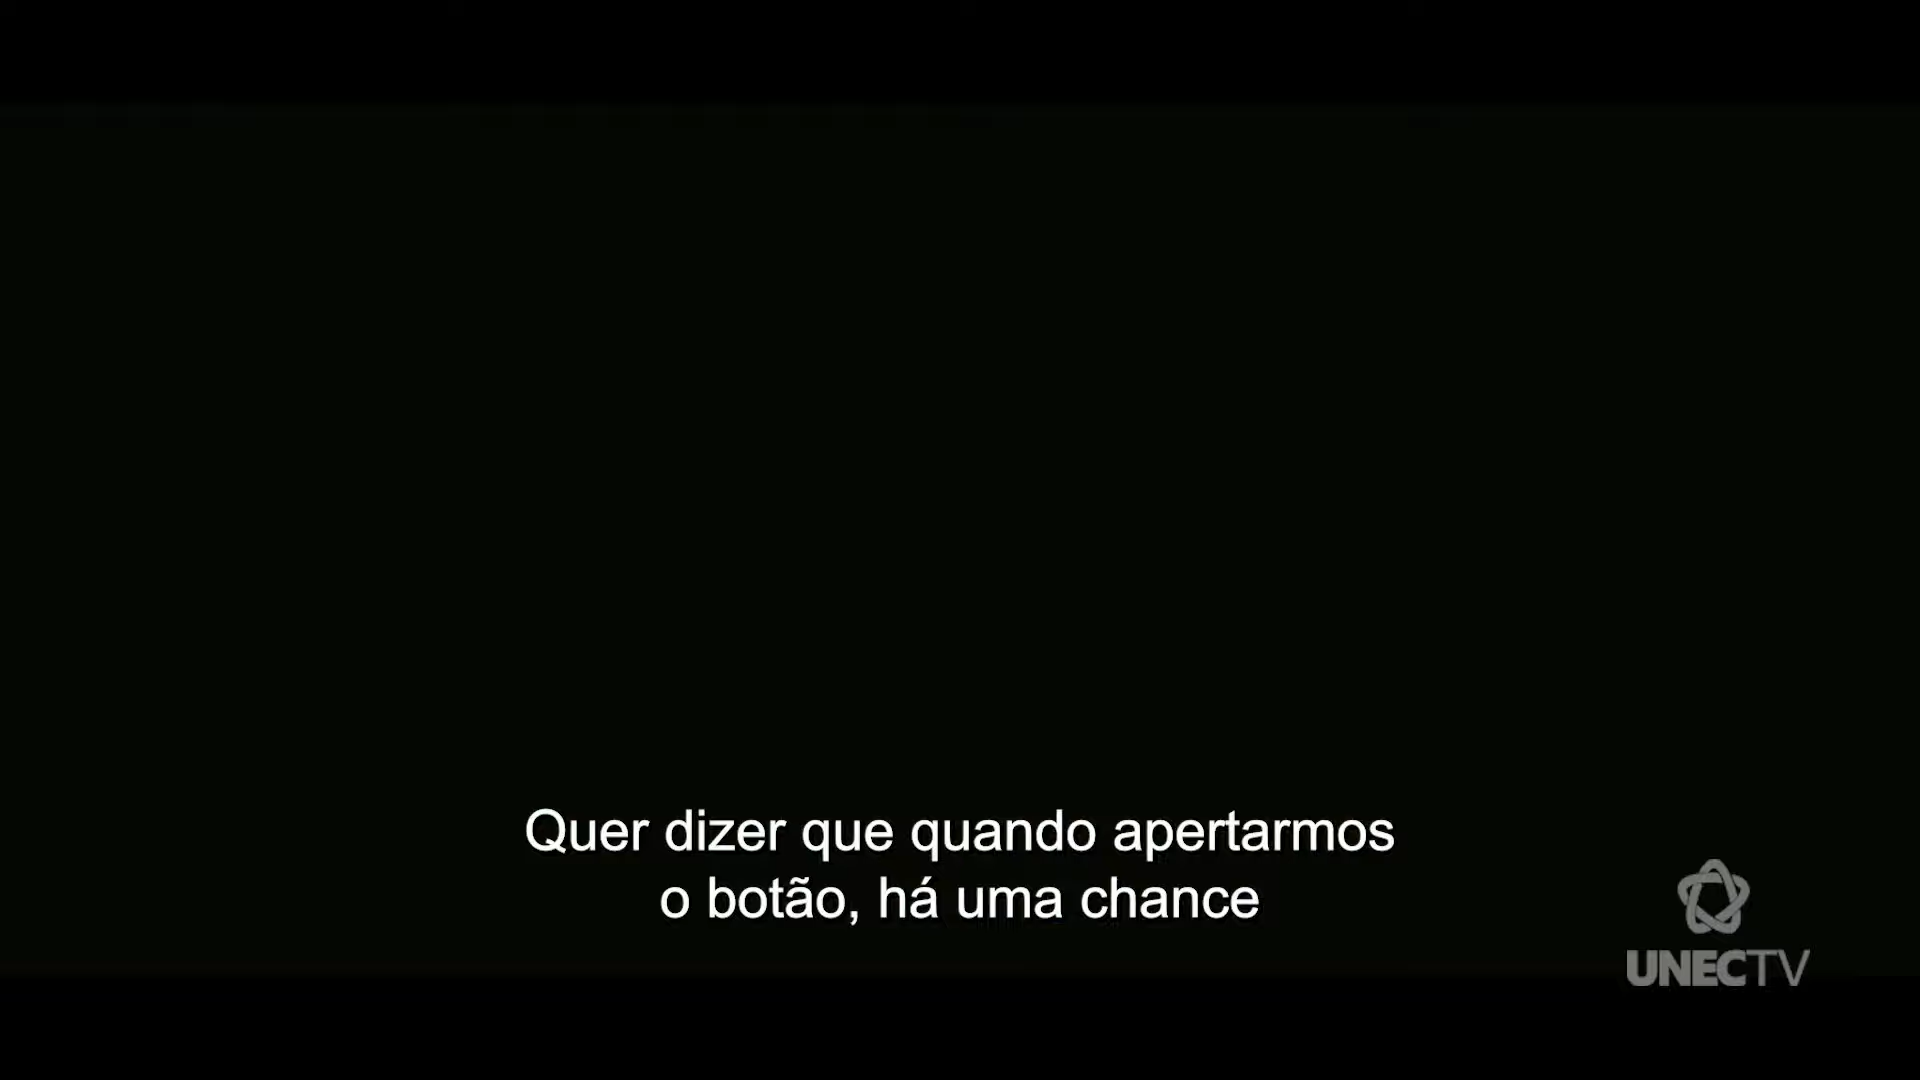 Quer dizer que quando apertarmos
o botão, há uma chance
UNECTV